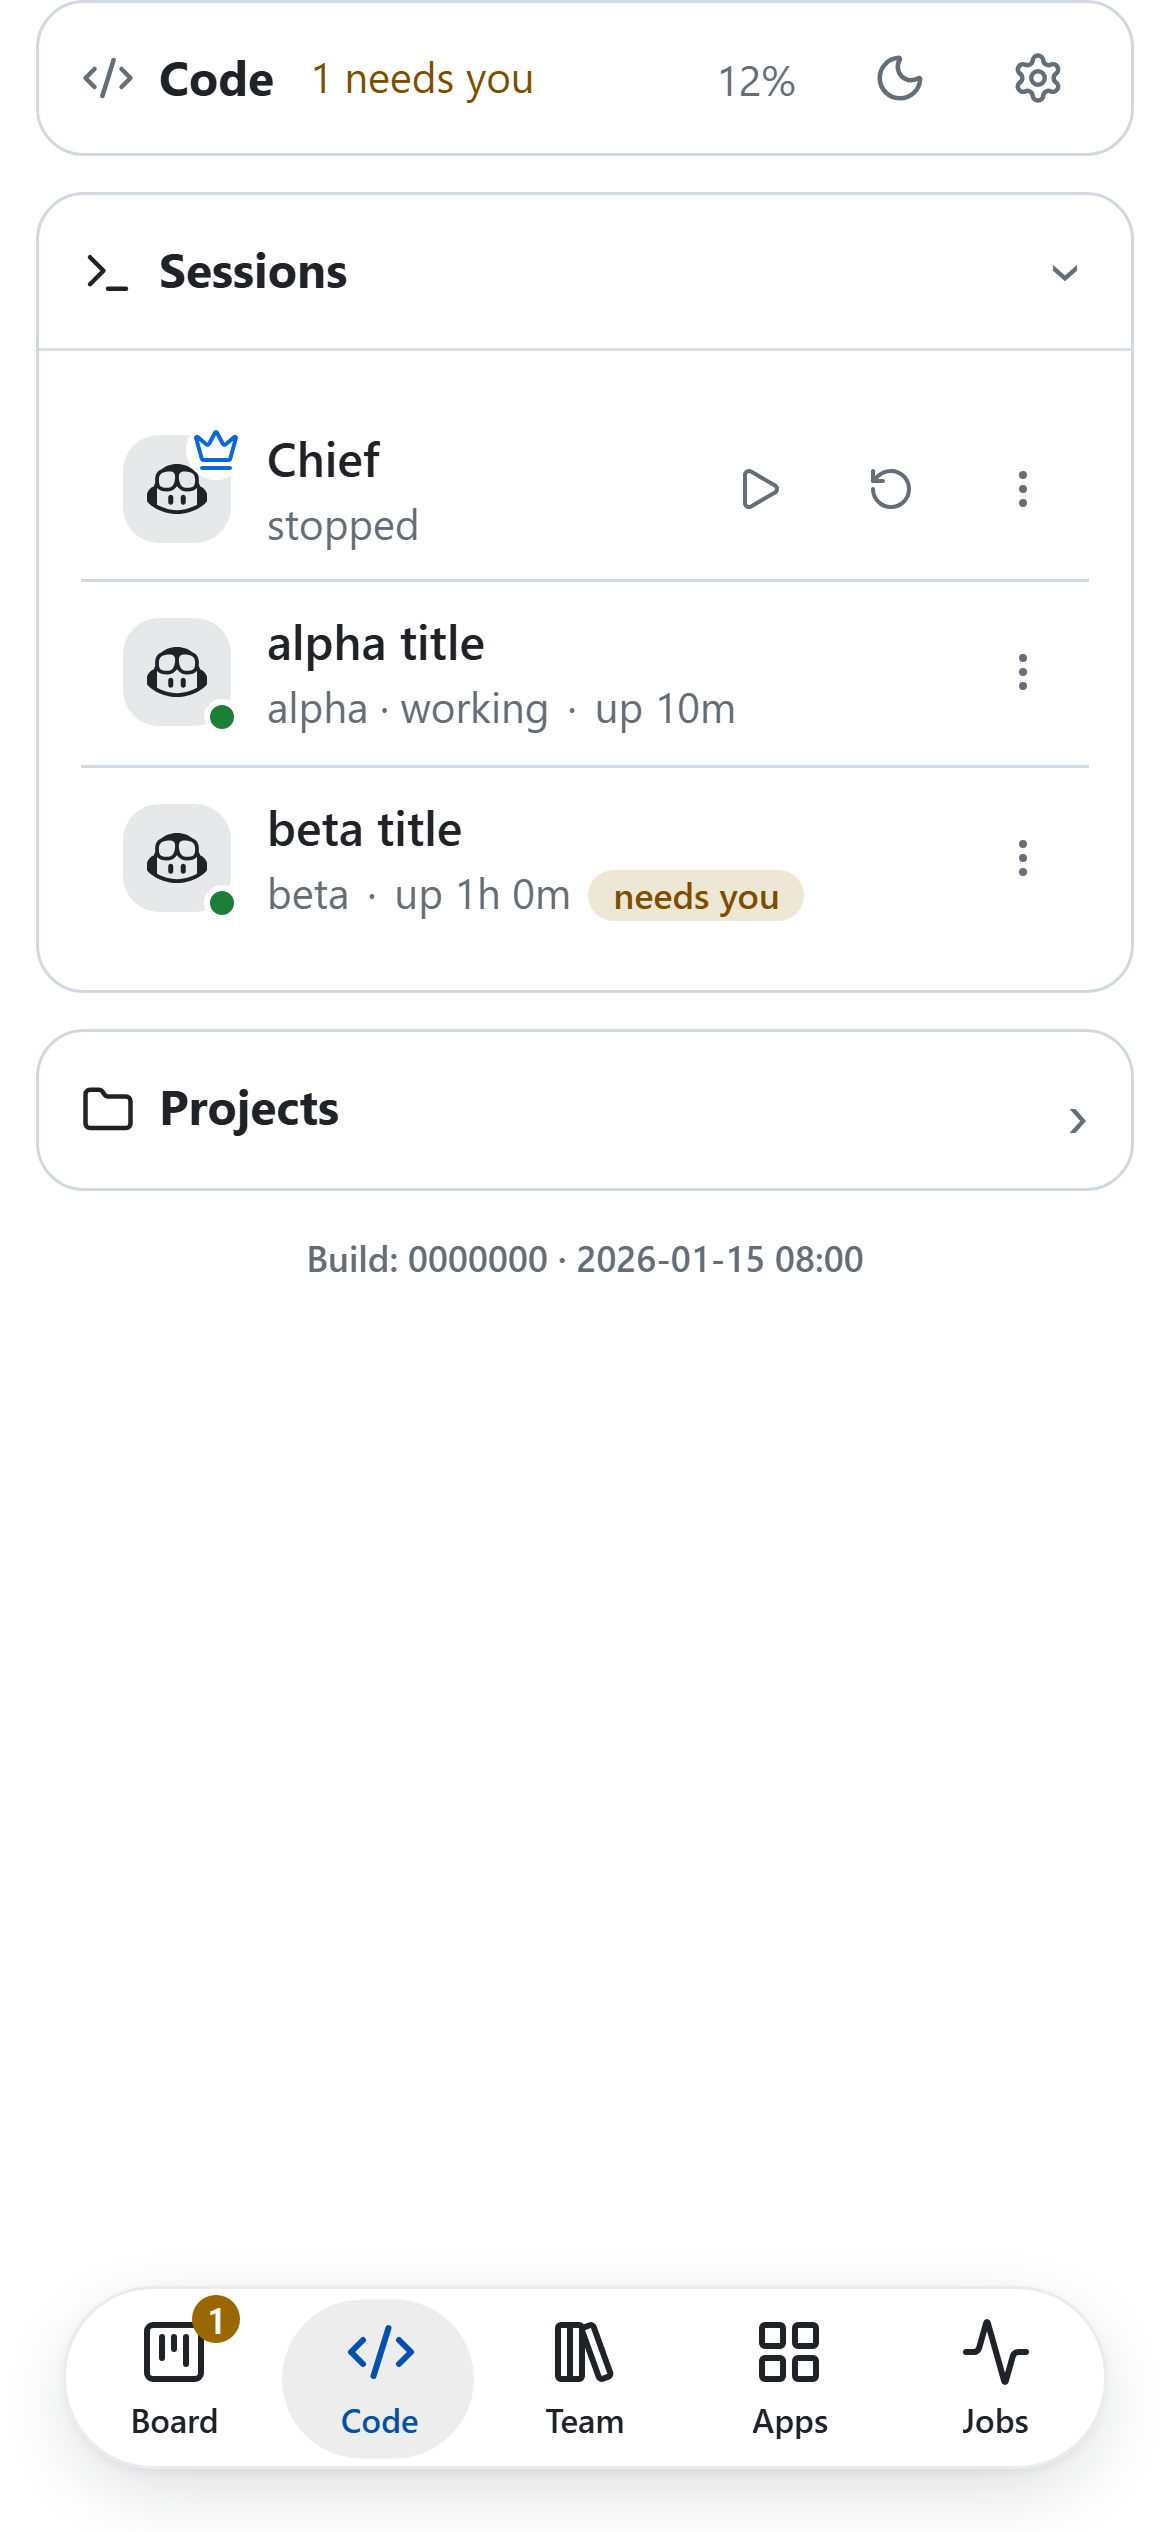 Code 1 needs you 12%
Sessions
Chief
stopped
alpha title
alpha · working · up 10m
beta title
beta · up 1h 0m needs you
Projects
Build: 0000000 · 2026-01-15 08:00
1
Board Code Team Apps Jobs